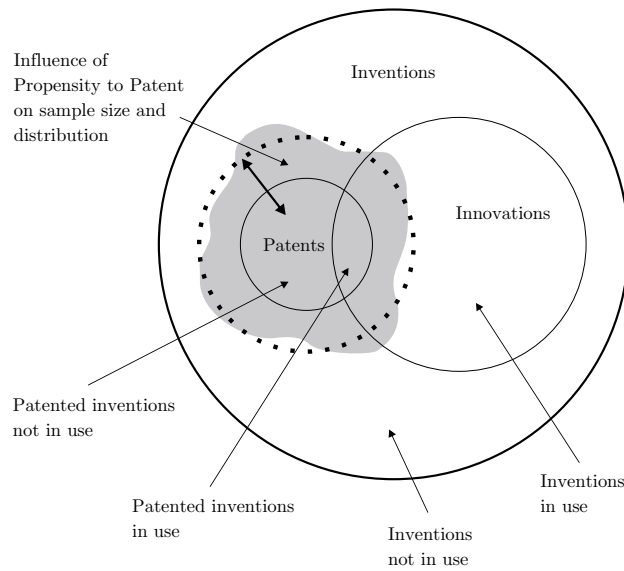 Influence of
Propensity to Patent
on sample size and
distribution
Inventions
Innovations
Patents
Patented inventions
not in use
Patented inventions
in use
Inventions
not in use
Inventions
in use